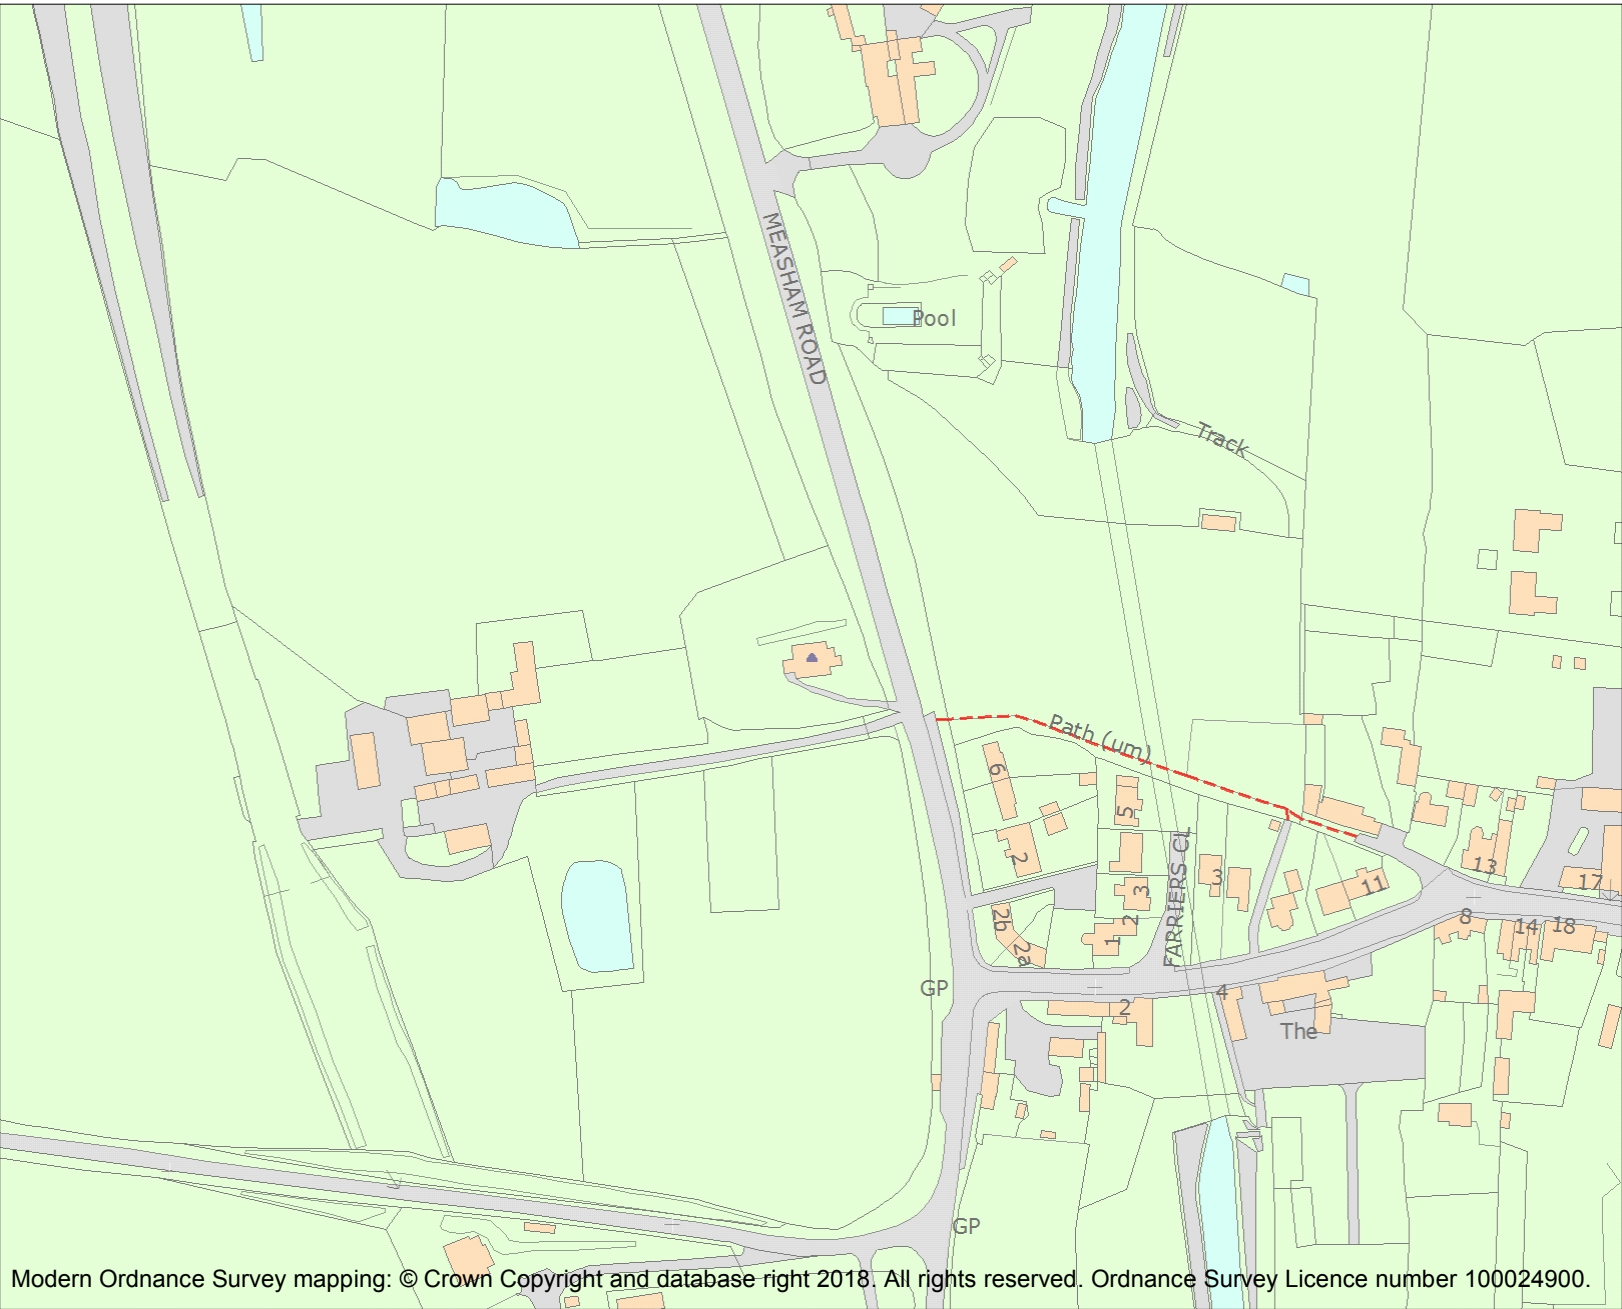 MEASHAM ROAD
Pool
Track
Path (um)
6
5
2
3
3
FARRIERS CL
11
13
17
2b
2a
2
1
8
14
18
GP
2
4
The
GP
Modern Ordnance Survey mapping: © Crown Copyright and database right 2018. All rights reserved. Ordnance Survey Licence number 100024900.